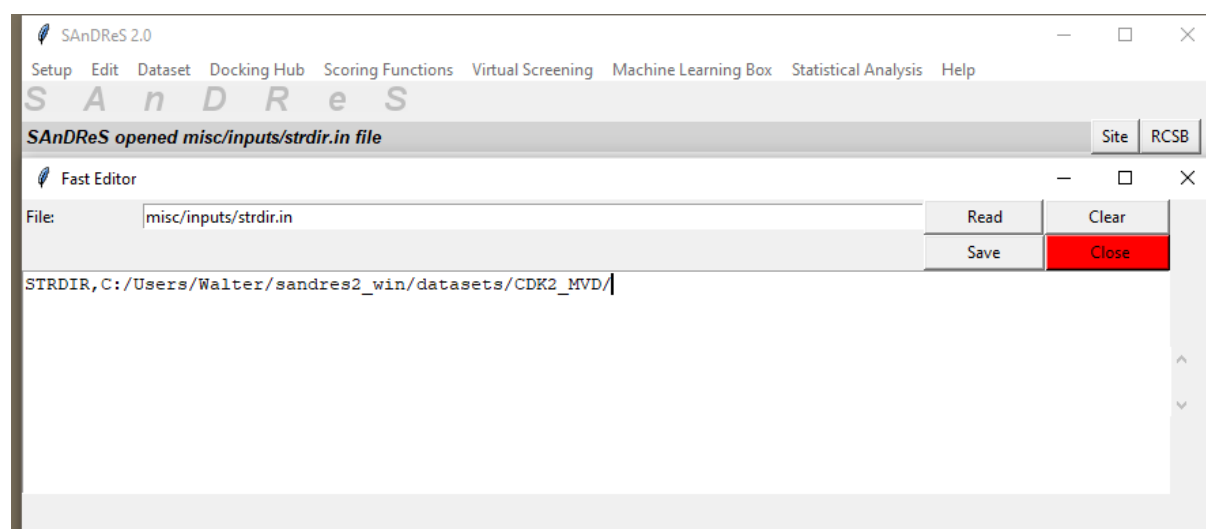 SAnDReS 2.0
Setup Edit Dataset Docking Hub Scoring Functions Virtual Screening Machine Learning Box Statistical Analysis Help
S A n D R e S
SAnDReS opened misc/inputs/strdir.in file Site RCSB
Fast Editor
File: misc/inputs/strdir.in Read Clear
Save Close
STRDIR,C:/Users/Walter/sandres2_win/datasets/CDK2_MVD/